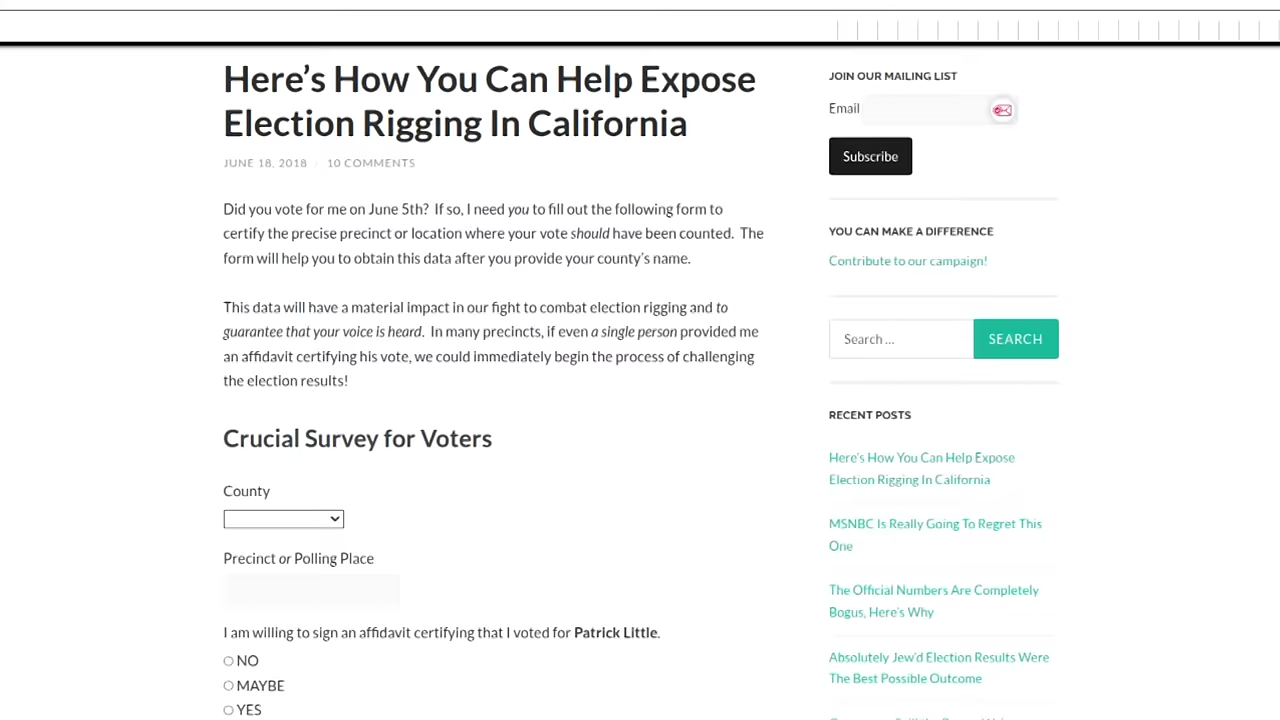 Here's How You Can Help Expose
Election Rigging In California
JUNE 18, 2018 / 10 COMMENTS
Did you vote for me on June 5th? If so, I need you to fill out the following form to
certify the precise precinct or location where your vote should have been counted. The
form will help you to obtain this data after you provide your county's name.
This data will have a material impact in our fight to combat election rigging and to
guarantee that your voice is heard. In many precincts, if even a single person provided me
an affidavit certifying his vote, we could immediately begin the process of challenging
the election results!
Crucial Survey for Voters
County
Precinct or Polling Place
I am willing to sign an affidavit certifying that I voted for Patrick Little.
NO
MAYBE
YES
JOIN OUR MAILING LIST
Email
Subscribe
YOU CAN MAKE A DIFFERENCE
Contribute to our campaign!
Search ...
SEARCH
RECENT POSTS
Here's How You Can Help Expose
Election Rigging In California
MSNBC Is Really Going To Regret This
One
The Official Numbers Are Completely
Bogus, Here's Why
Absolutely Jew'd Election Results Were
The Best Possible Outcome